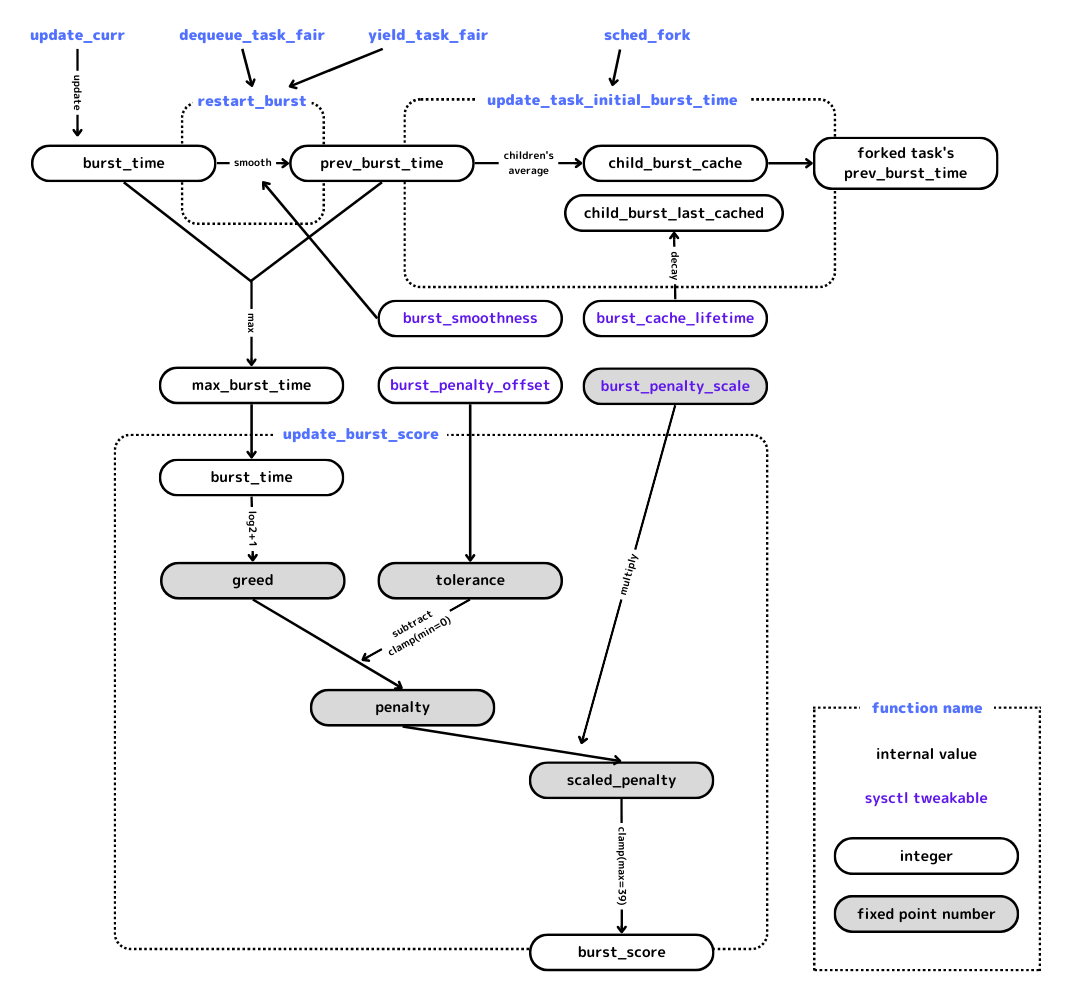 update_curr
dequeue_task_fair
yield_task_fair
sched_fork
update
restart_burst
update_task_initial_burst_time
burst_time
smooth
prev_burst_time
children's
average
child_burst_cache
forked task's
prev_burst_time
child_burst_last_cached
decay
burst_smoothness
burst_cache_lifetime
max
max_burst_time
burst_penalty_offset
burst_penalty_scale
update_burst_score
burst_time
log2+1
greed
tolerance
multiply
subtract
clamp(min=0)
penalty
scaled_penalty
clamp(max=39)
burst_score
function name
internal value
sysctl tweakable
integer
fixed point number